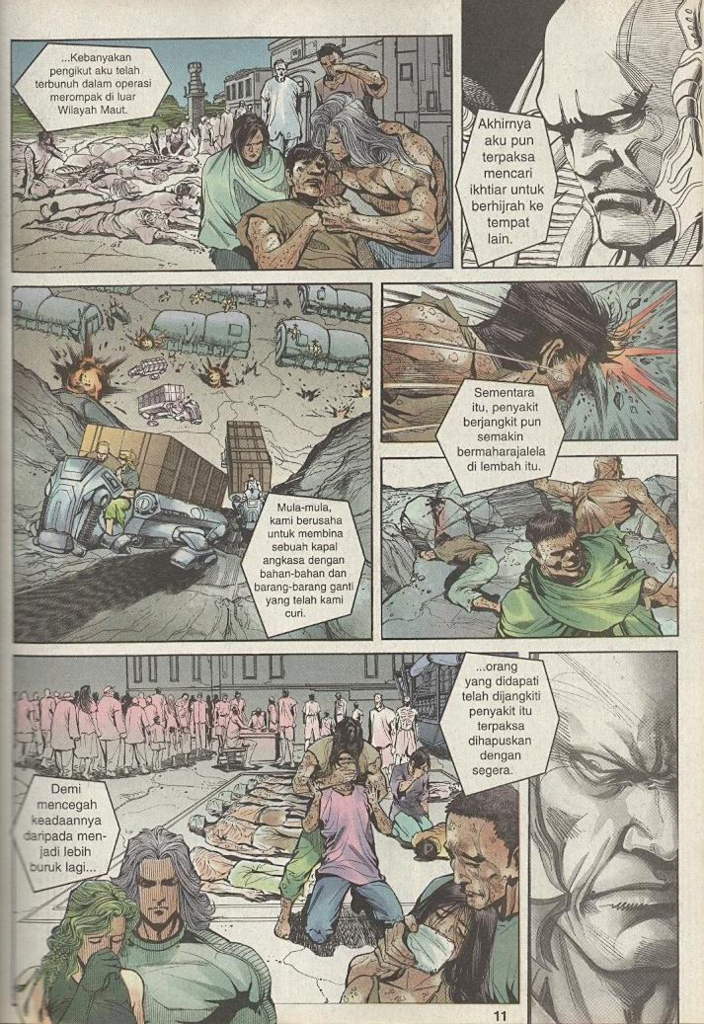 ...Kebanyakan
pengikut aku telah
terbunuh dalam operasi
merompak di luar
Wilayah Maut.
Akhirnya
aku pun
terpaksa
mencari
ikhtiar untuk
berhijrah ke
tempat
lain.
Mula-mula,
kami berusaha
untuk membina
sebuah kapal
angkasa dengan
bahan-bahan dan
barang-barang ganti
yang telah kami
curi.
Sementara
itu, penyakit
berjangkit pun
semakin
bermaharajalela
di lembah itu.
Demi
mencegah
keadaannya
daripada men-
jadi lebih
buruk lagi...
...orang
yang didapati
telah dijangkiti
penyakit itu
terpaksa
dihapuskan
dengan
segera.
11